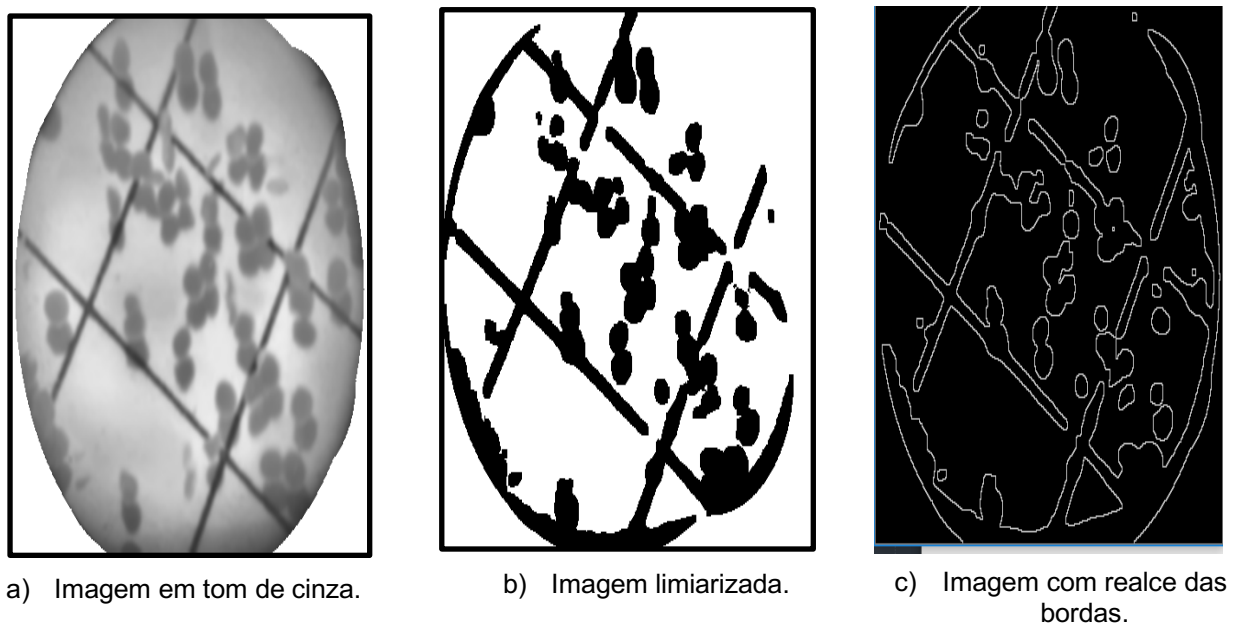 a) Imagem em tom de cinza.
b) Imagem limiarizada.
c) Imagem com realce das
bordas.